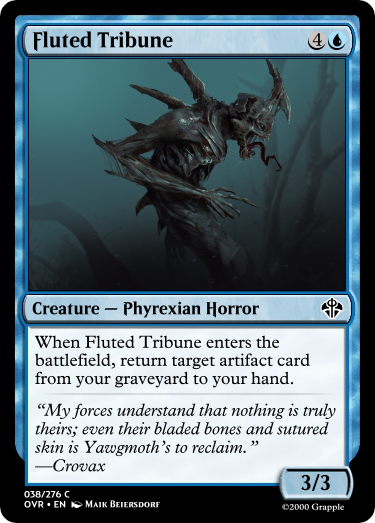 Fluted Tribune 4
Creature — Phyrexian Horror
When Fluted Tribune enters the
battlefield, return target artifact card
from your graveyard to your hand.
“My forces understand that nothing is truly
theirs; even their bladed bones and sutured
skin is Yawgmoth’s to reclaim.”
—Crovax
3/3
038/276 C
OVR • EN Maik Beiersdorf
©2000 Grapple